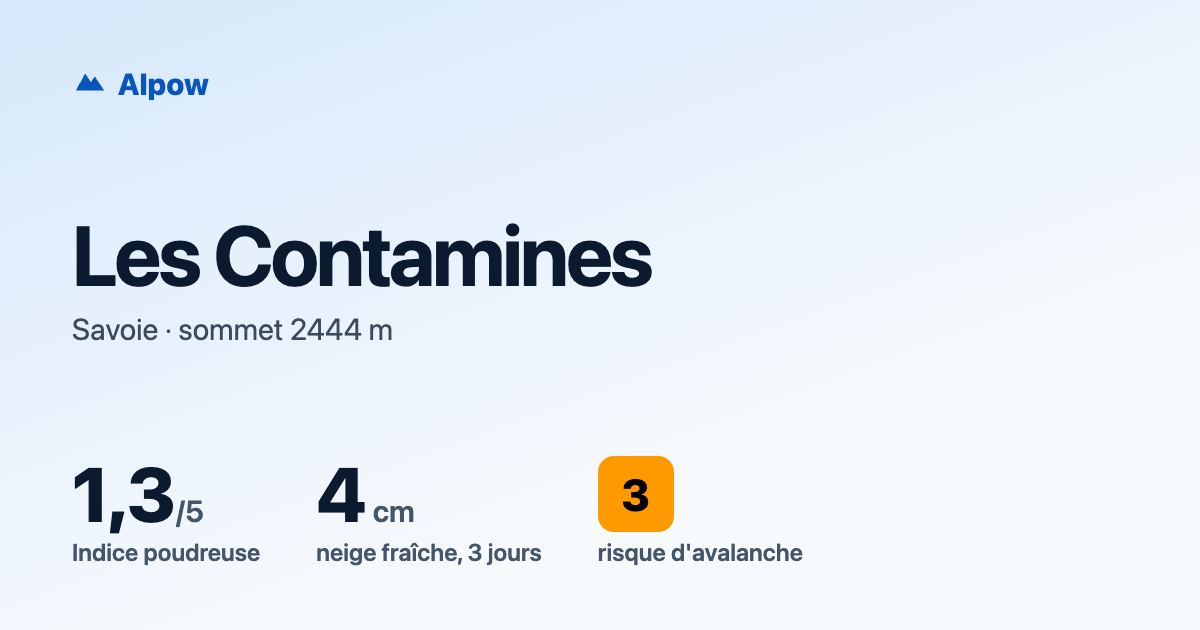 Alpow
Les Contamines
Savoie · sommet 2444 m
1,3/5
Indice poudreuse
4 cm
neige fraîche, 3 jours
3
risque d'avalanche